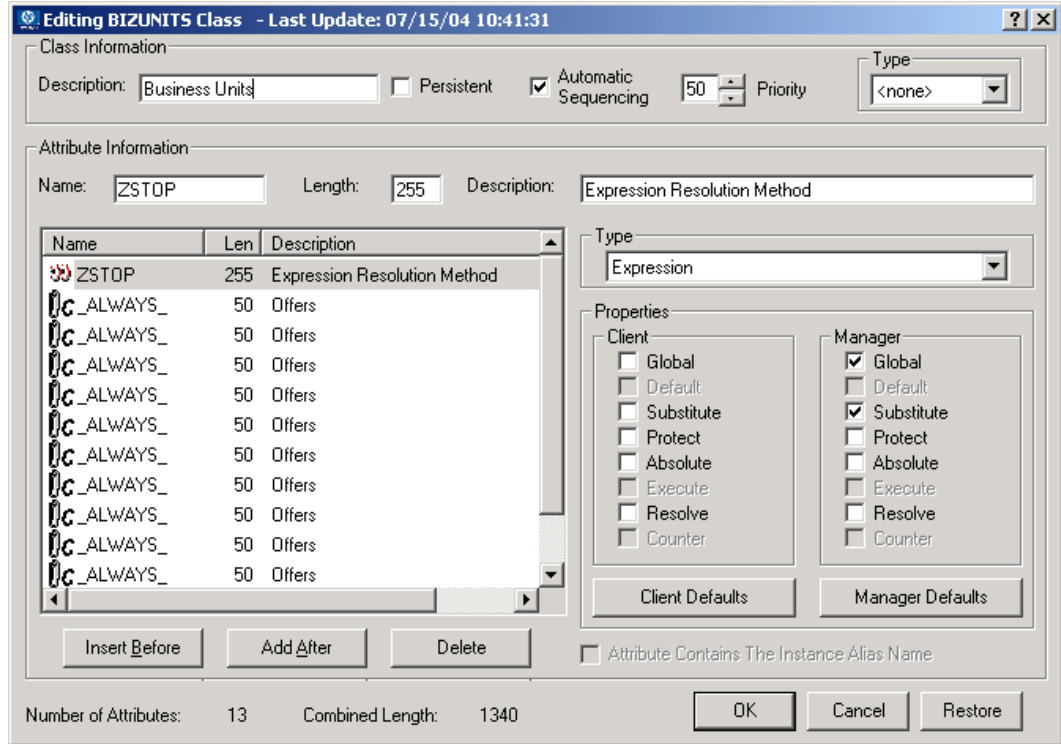 Editing BIZUNITS Class - Last Update: 07/15/04 10:41:31
Class Information
Description: Business Units Persistent Automatic Sequencing 50 Priority
Type
<none>
Attribute Information
Name: ZSTOP Length: 255 Description: Expression Resolution Method
Name Len Description
ZSTOP 255 Expression Resolution Method
_ALWAYS_ 50 Offers
_ALWAYS_ 50 Offers
_ALWAYS_ 50 Offers
_ALWAYS_ 50 Offers
_ALWAYS_ 50 Offers
_ALWAYS_ 50 Offers
_ALWAYS_ 50 Offers
_ALWAYS_ 50 Offers
_ALWAYS_ 50 Offers
_ALWAYS_ 50 Offers
Insert Before Add After Delete
Type
Expression
Properties
Client
Global
Default
Substitute
Protect
Absolute
Execute
Resolve
Counter
Manager
Global
Default
Substitute
Protect
Absolute
Execute
Resolve
Counter
Client Defaults Manager Defaults
Attribute Contains The Instance Alias Name
Number of Attributes: 13 Combined Length: 1340
OK Cancel Restore